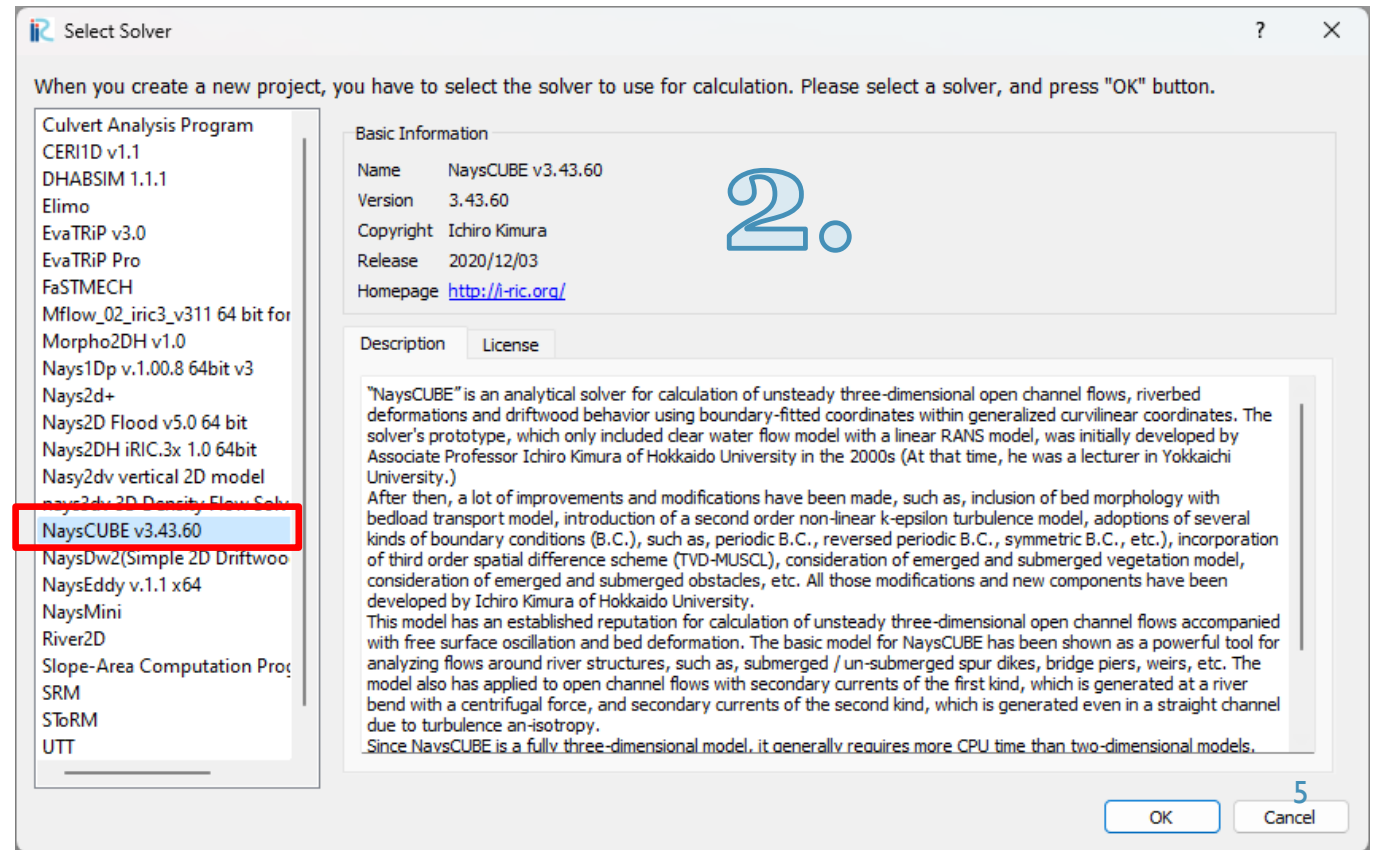 iRIC Select Solver ? ×
When you create a new project, you have to select the solver to use for calculation. Please select a solver, and press "OK" button.
Culvert Analysis Program
CERI1D v1.1
DHABSIM 1.1.1
Elimo
EvaTRiP v3.0
EvaTRiP Pro
FaSTMECH
Mflow_02_iric3_v311 64 bit for
Morpho2DH v1.0
Nays1Dp v.1.00.8 64bit v3
Nays2d+
Nays2D Flood v5.0 64 bit
Nays2DH iRIC.3x 1.0 64bit
Nasy2dv vertical 2D model
nays3dv 3D Density Flow Solv
NaysCUBE v3.43.60
NaysDw2(Simple 2D Driftwoo
NaysEddy v.1.1 x64
NaysMini
River2D
Slope-Area Computation Prog
SRM
SToRM
UTT
Basic Information
Name NaysCUBE v3.43.60
Version 3.43.60
Copyright Ichiro Kimura
Release 2020/12/03
Homepage http://i-ric.org/
2.
Description License
"NaysCUBE" is an analytical solver for calculation of unsteady three-dimensional open channel flows, riverbed
deformations and driftwood behavior using boundary-fitted coordinates within generalized curvilinear coordinates. The
solver's prototype, which only included clear water flow model with a linear RANS model, was initially developed by
Associate Professor Ichiro Kimura of Hokkaido University in the 2000s (At that time, he was a lecturer in Yokkaichi
University.)
After then, a lot of improvements and modifications have been made, such as, inclusion of bed morphology with
bedload transport model, introduction of a second order non-linear k-epsilon turbulence model, adoptions of several
kinds of boundary conditions (B.C.), such as, periodic B.C., reversed periodic B.C., symmetric B.C., etc.), incorporation
of third order spatial difference scheme (TVD-MUSCL), consideration of emerged and submerged vegetation model,
consideration of emerged and submerged obstacles, etc. All those modifications and new components have been
developed by Ichiro Kimura of Hokkaido University.
This model has an established reputation for calculation of unsteady three-dimensional open channel flows accompanied
with free surface oscillation and bed deformation. The basic model for NaysCUBE has been shown as a powerful tool for
analyzing flows around river structures, such as, submerged / un-submerged spur dikes, bridge piers, weirs, etc. The
model also has applied to open channel flows with secondary currents of the first kind, which is generated at a river
bend with a centrifugal force, and secondary currents of the second kind, which is generated even in a straight channel
due to turbulence an-isotropy.
Since NaysCUBE is a fully three-dimensional model, it generally requires more CPU time than two-dimensional models.
5
OK Cancel